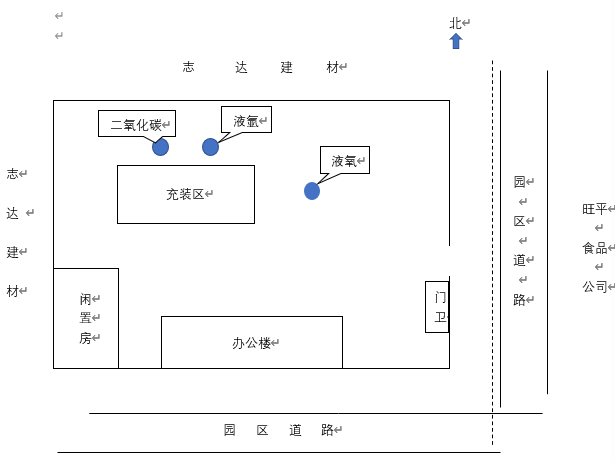 北
志 达 建 材
二氧化碳
液氩
液氧
充装区
志达建材
园区道路
旺平
食品
公司
闲置房
办公楼
门卫
园 区 道 路